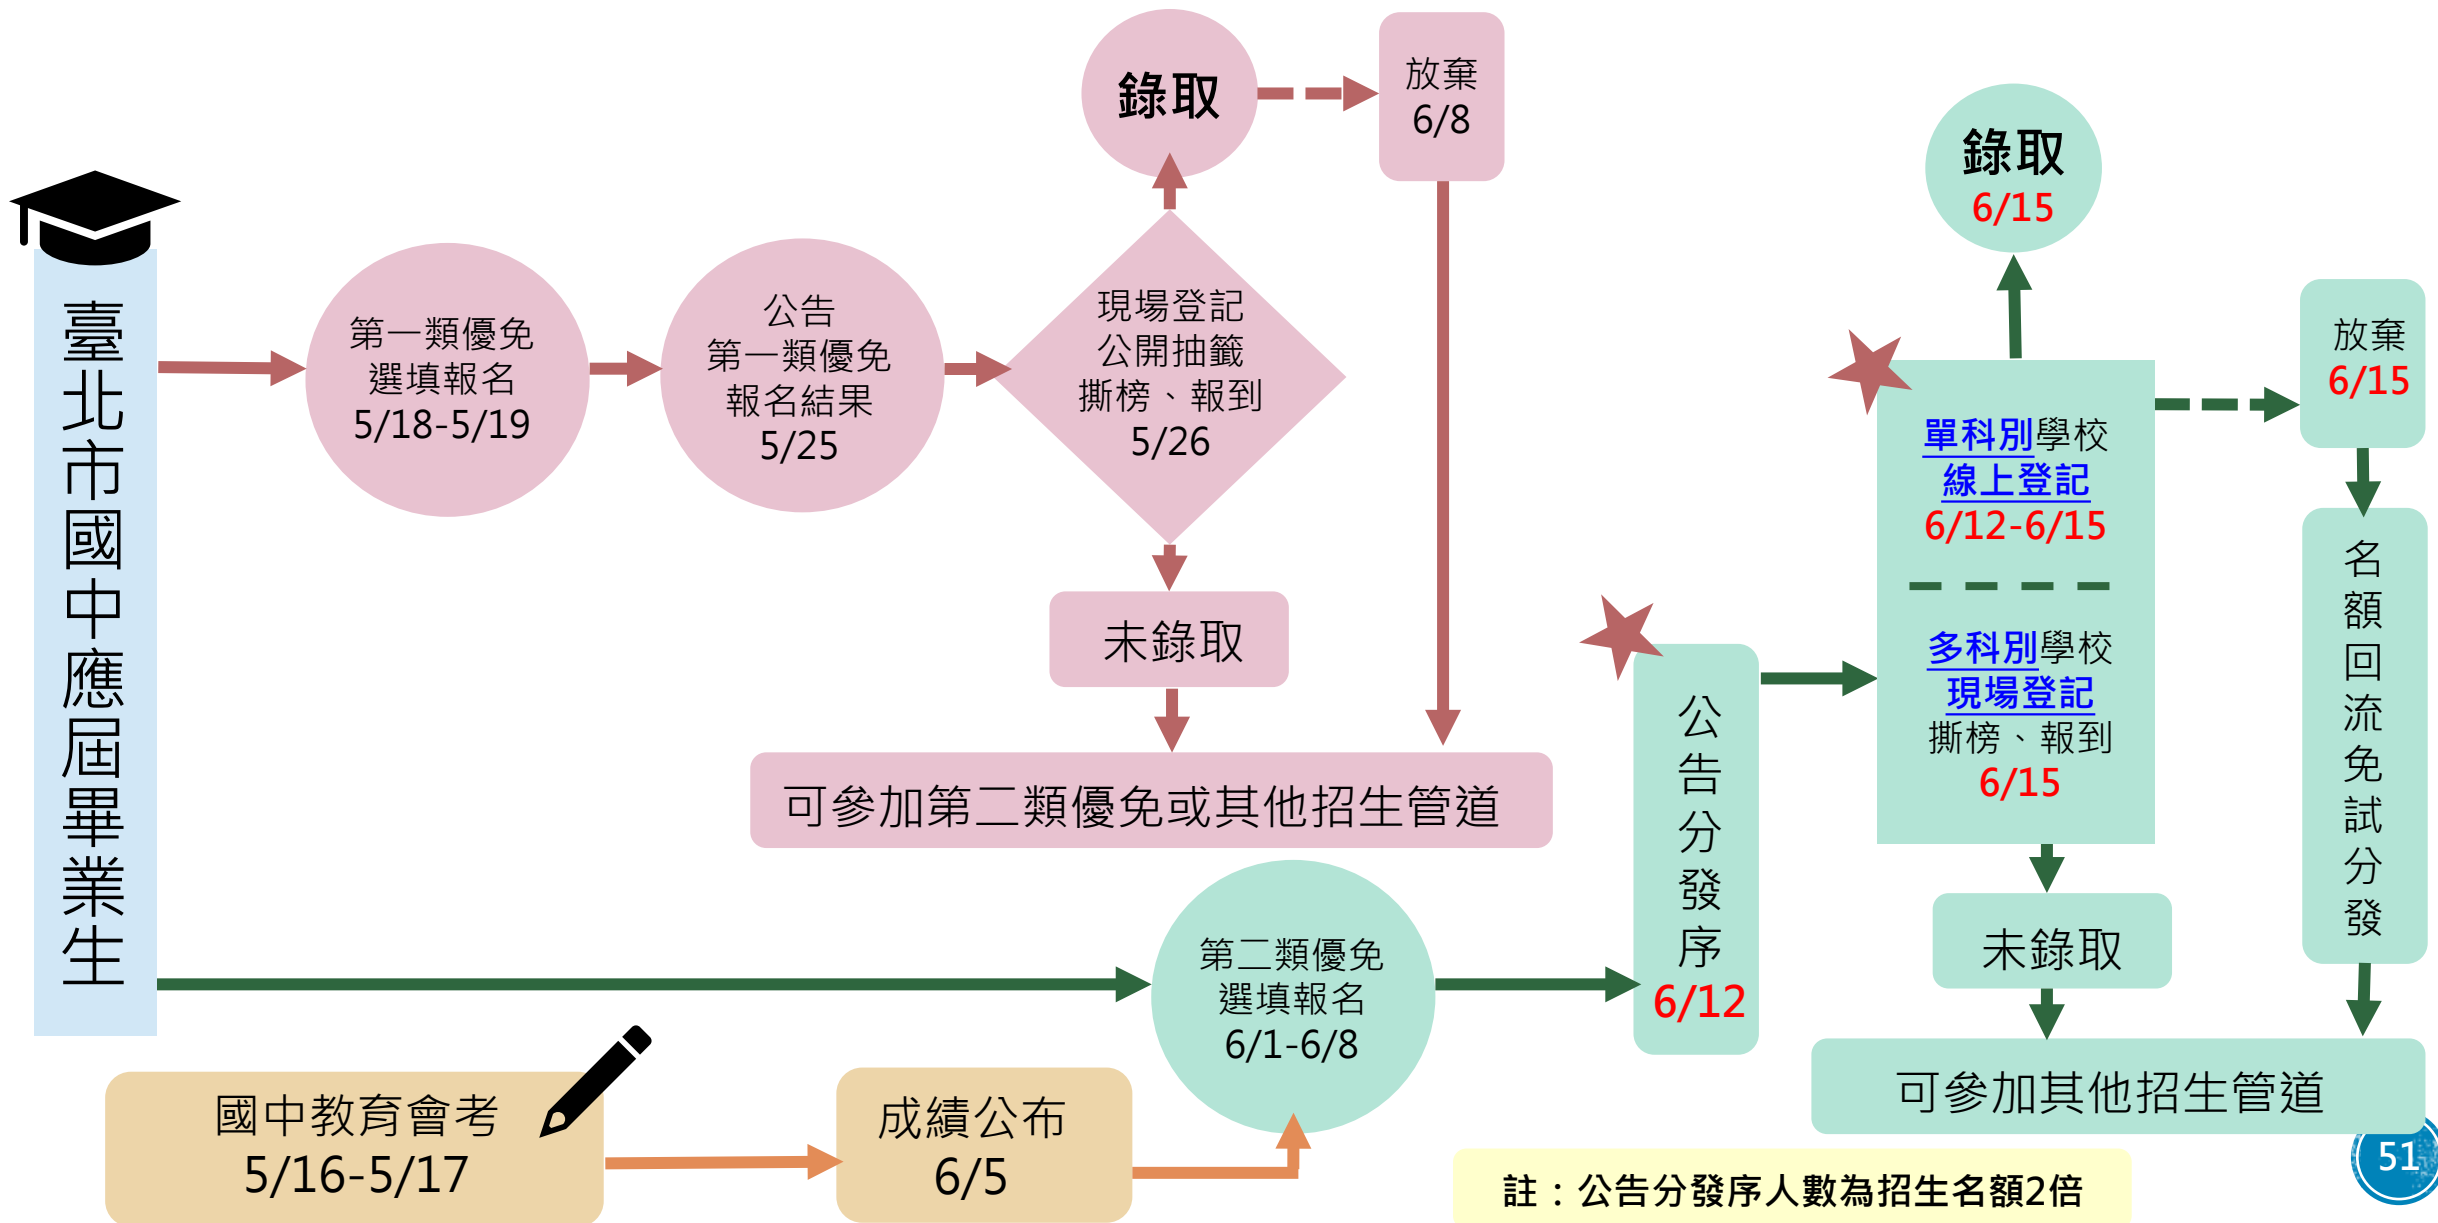 臺北市國中應屆畢業生
第一類優免
選填報名
5/18-5/19
公告
第一類優免
報名結果
5/25
現場登記
公開抽籤
撕榜、報到
5/26
錄取
放棄
6/8
未錄取
可參加第二類優免或其他招生管道
國中教育會考
5/16-5/17
成績公布
6/5
第二類優免
選填報名
6/1-6/8
公告分發序
6/12
單科別學校
線上登記
6/12-6/15
多科別學校
現場登記
撕榜、報到
6/15
錄取
6/15
放棄
6/15
名額回流免試分發
未錄取
可參加其他招生管道
註：公告分發序人數為招生名額2倍
51